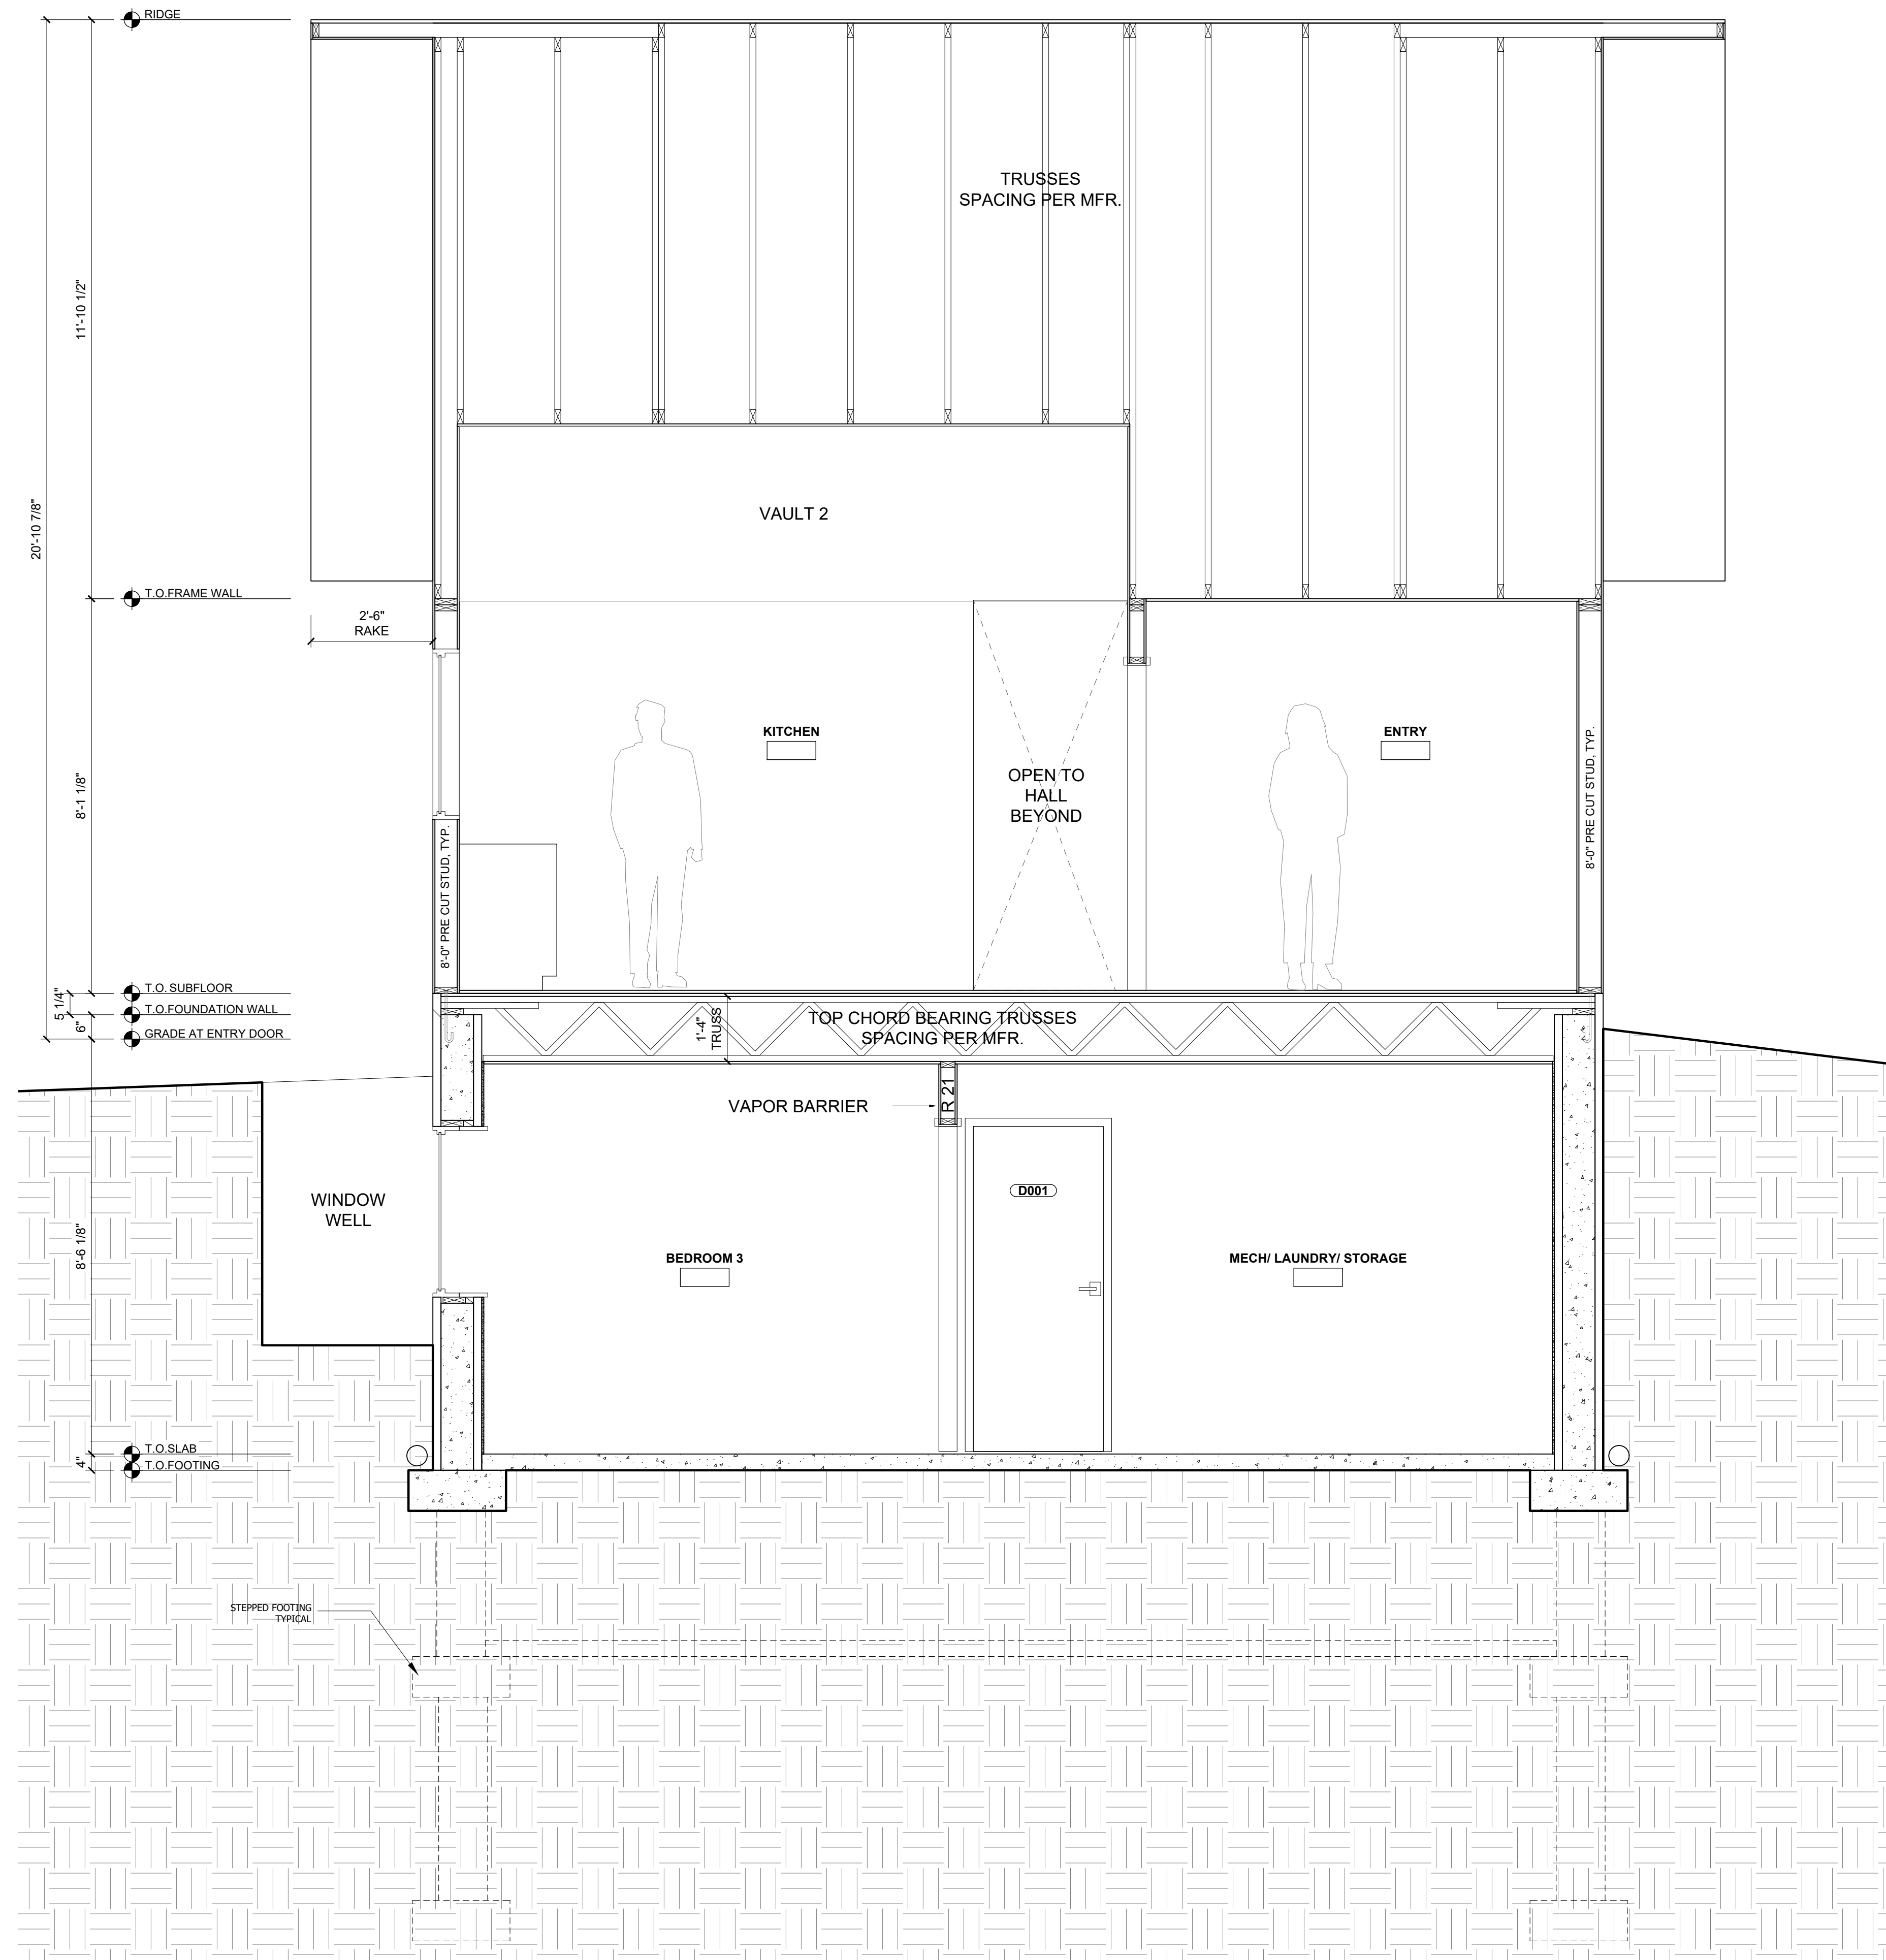 RIDGE
11'-10 1/2"
20'-10 7/8"
TRUSSES
SPACING PER MFR.
VAULT 2
T.O.FRAME WALL
2'-6"
RAKE
8'-1 1/8"
KITCHEN
ENTRY
OPEN TO
HALL
BEYOND
8'-0" PRE CUT STUD, TYP.
8'-0" PRE CUT STUD, TYP.
T.O. SUBFLOOR
5 1/4"
T.O.FOUNDATION WALL
6"
GRADE AT ENTRY DOOR
1'-4"
TRUSS
TOP CHORD BEARING TRUSSES
SPACING PER MFR.
VAPOR BARRIER
R 21
D001
WINDOW
WELL
8'-6 1/8"
BEDROOM 3
MECH/ LAUNDRY/ STORAGE
T.O.SLAB
4"
T.O.FOOTING
STEPPED FOOTING
TYPICAL